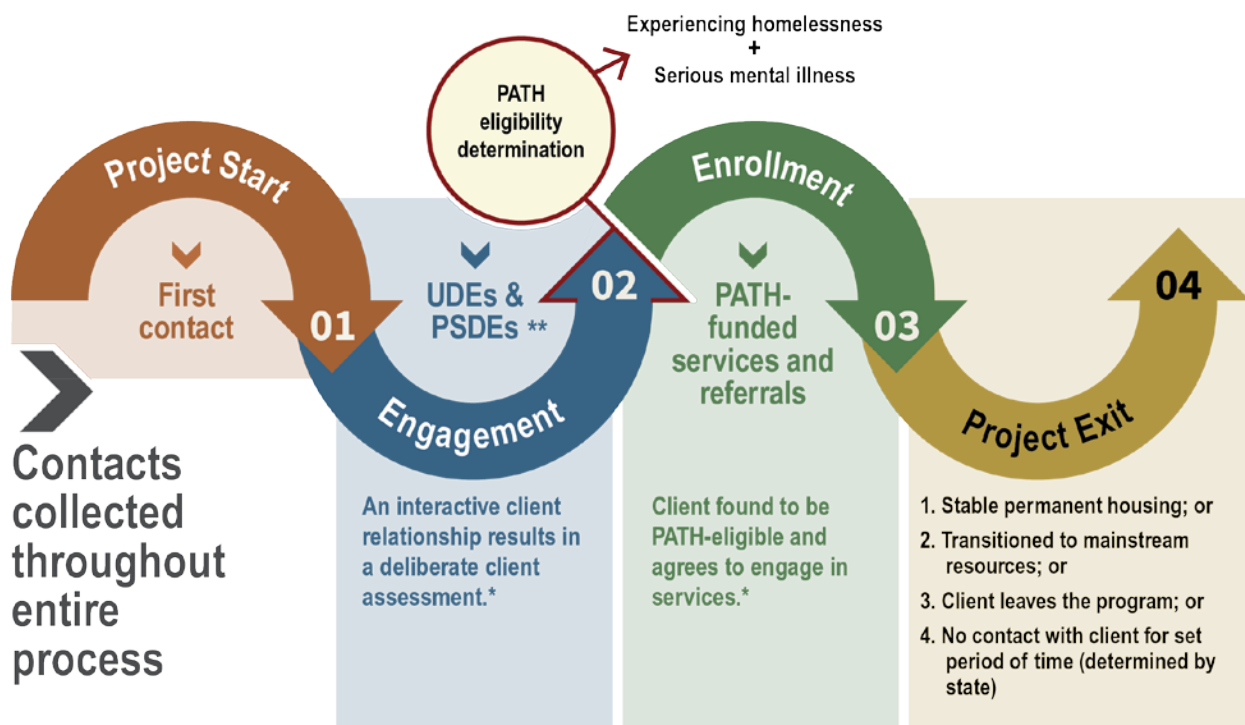 Experiencing homelessness
+
Serious mental illness
PATH
eligibility
determination
Project Start
First
contact
01
Contacts
collected
throughout
entire
process
UDEs &
PSDEs **
02
Engagement
An interactive client
relationship results in
a deliberate client
assessment.*
Enrollment
PATH-
funded
services and
referrals
03
Client found to be
PATH-eligible and
agrees to engage in
services.*
04
Project Exit
1. Stable permanent housing; or
2. Transitioned to mainstream
resources; or
3. Client leaves the program; or
4. No contact with client for set
period of time (determined by
state)